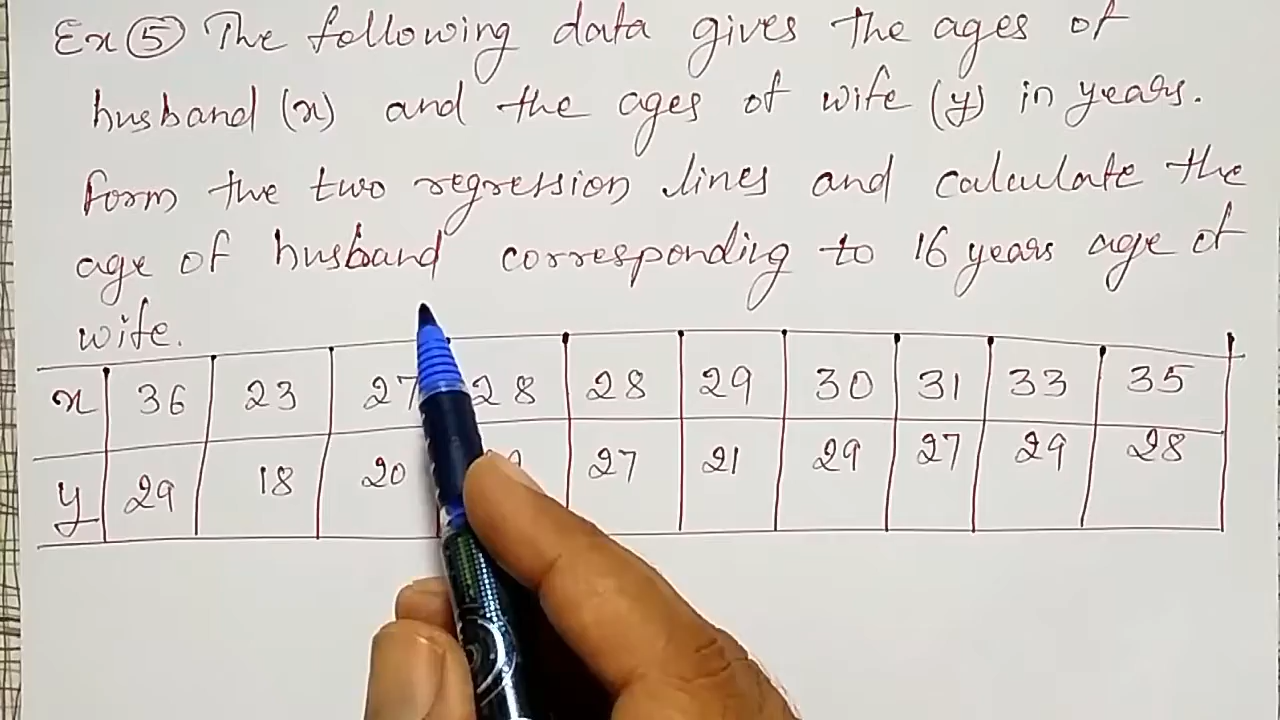 Ex ⑤ The following data gives the ages of
husband (x) and the ages of wife (y) in years.
Form the two regression lines and calculate the
age of husband corresponding to 16 years age of
wife.
x 36 23 27 28 28 29 30 31 33 35
y 29 18 20 27 21 29 27 29 28